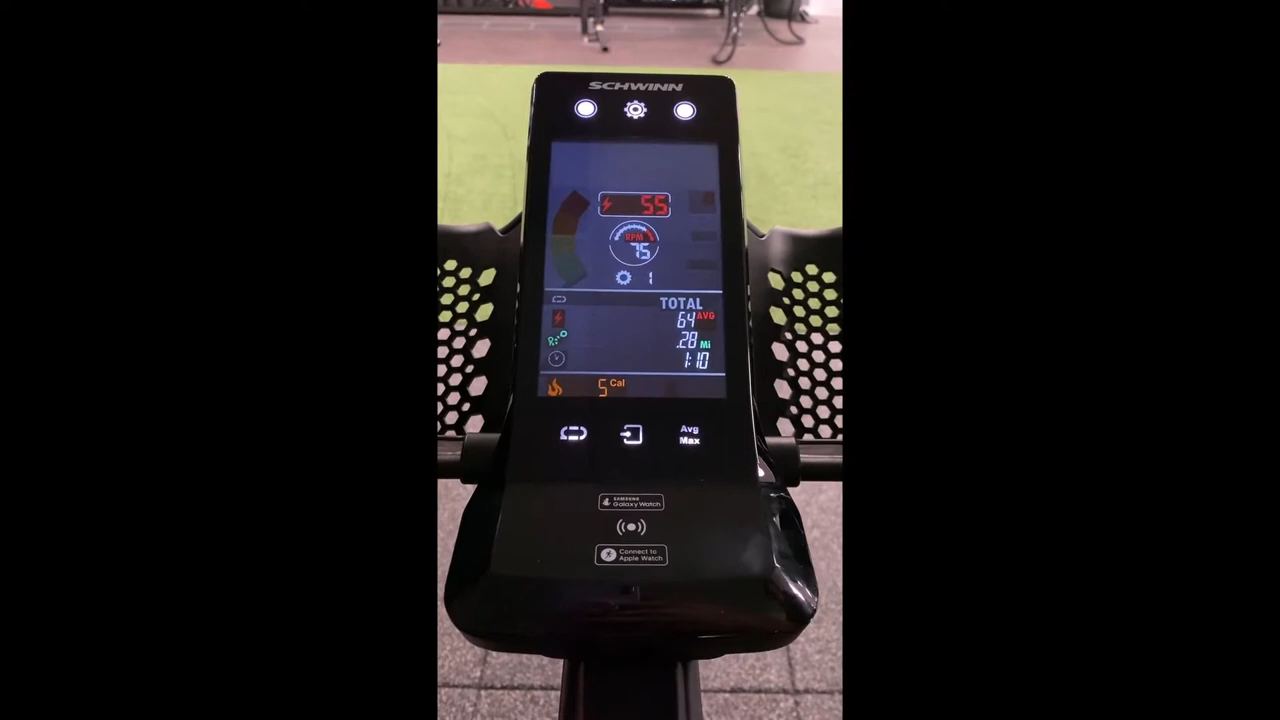 SCHWINN
55
RPM
75
1
TOTAL
64 AVG
.28 Mi
1:10
5 Cal
Avg
Max
SAMSUNG
Galaxy Watch
Connect to
Apple Watch